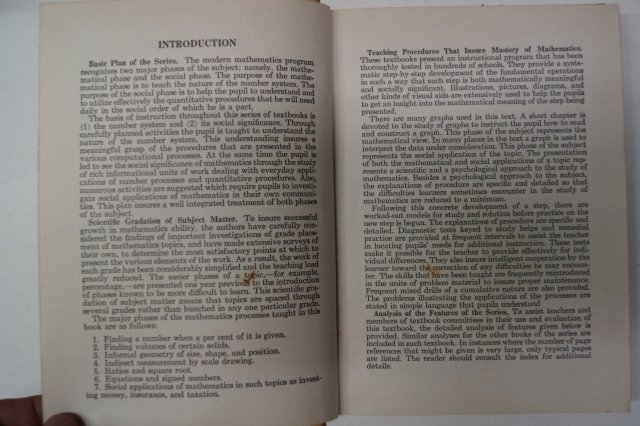 INTRODUCTION
Basic Plan of the Series. The modern mathematics program
recognizes two major phases of the subject; namely, the mathe-
matical phase and the social phase. The purpose of the mathe-
matical phase is to teach the nature of the number system. The
purpose of the social phase is to help the pupil to understand and
to utilize effectively the quantitative procedures that he will need
daily in the social order of which he is a part.
The basis of instruction throughout this series of textbooks is
(1) the number system and (2) its social significance. Through
carefully planned activities the pupil is taught to understand the
nature of the number system. This understanding insures a
meaningful grasp of the procedures that are presented in the
various computational processes. At the same time the pupil is
led to see the social significance of mathematics through the study
of rich informational units of work dealing with everyday appli-
cations of number processes and quantitative procedures. Also,
numerous activities are suggested which require pupils to investi-
gate social applications of mathematics in their own communi-
ties. This plan insures a well integrated treatment of both phases
of the subject.
Scientific Gradation of Subject Matter. To insure successful
growth in mathematics ability, the authors have carefully con-
sidered the findings of important investigations of grade place-
ment of mathematics topics, and have made extensive surveys of
their own, to determine the most satisfactory points at which to
present the various elements of the work. As a result, the work of
each grade has been considerably simplified and the teaching load
greatly reduced. The easier phases of a topic,—for example,
percentage,—are presented one year previous to the introduction
of phases known to be more difficult to learn. This scientific gra-
dation of subject matter means that topics are spaced through
several grades rather than bunched in any one particular grade.
The major phases of the mathematics processes taught in this
book are as follows:
1. Finding a number when a per cent of it is given.
2. Finding volumes of certain solids.
3. Informal geometry of size, shape, and position.
4. Indirect measurement by scale drawing.
5. Ratios and square root.
6. Equations and signed numbers.
7. Social applications of mathematics in such topics as invest-
ing money, insurance, and taxation.
Teaching Procedures That Insure Mastery of Mathematics.
These textbooks present an instructional program that has been
thoroughly tested in hundreds of schools. They provide a syste-
matic step-by-step development of the fundamental operations
in such a way that each step is both mathematically meaningful
and socially significant. Illustrations, pictures, diagrams, and
other kinds of visual aids are extensively used to help the pupils
to get an insight into the mathematical meaning of the step being
presented.
There are many graphs used in this text. A short chapter is
devoted to the study of graphs to instruct the pupil how to read
and construct a graph. This phase of the subject represents the
mathematical view. In many places in the text a graph is used to
interpret the data under consideration. This phase of the subject
represents the social application of the topic. The presentation
of both the mathematical and the social applications of a topic rep-
resents a scientific and a psychological approach to the study of
mathematics. Besides a psychological approach to the subject,
the explanations of procedure are specific and detailed so that
the difficulties learners sometimes encounter in the study of
mathematics are reduced to a minimum.
Following this concrete development of a step, there are
worked-out models for study and solution before practice on the
new step is begun. The explanations of procedure are specific and
detailed. Diagnostic tests keyed to study helps and remedial
practice are provided at frequent intervals to assist the teacher
in locating pupils' needs for additional instruction. These tests
make it possible for the teacher to provide effectively for indi-
vidual differences. They also insure intelligent cooperation by the
learner toward the correction of any difficulties he may encoun-
ter. The skills that have been taught are frequently reintroduced
in the units of problem material to insure proper maintenance.
Frequent mixed drills of a cumulative nature are also provided.
The problems illustrating the applications of the processes are
stated in simple language that pupils understand
Analysis of the Features of the Series. To assist teachers and
members of textbook committees in their use and evaluation of
this textbook, the detailed analysis of features given below is
provided. Similar analyses for the other books of the series are
included in each textbook. In instances where the number of page
references that might be given is very large, only typical pages
are listed. The reader should consult the index for additional
details.